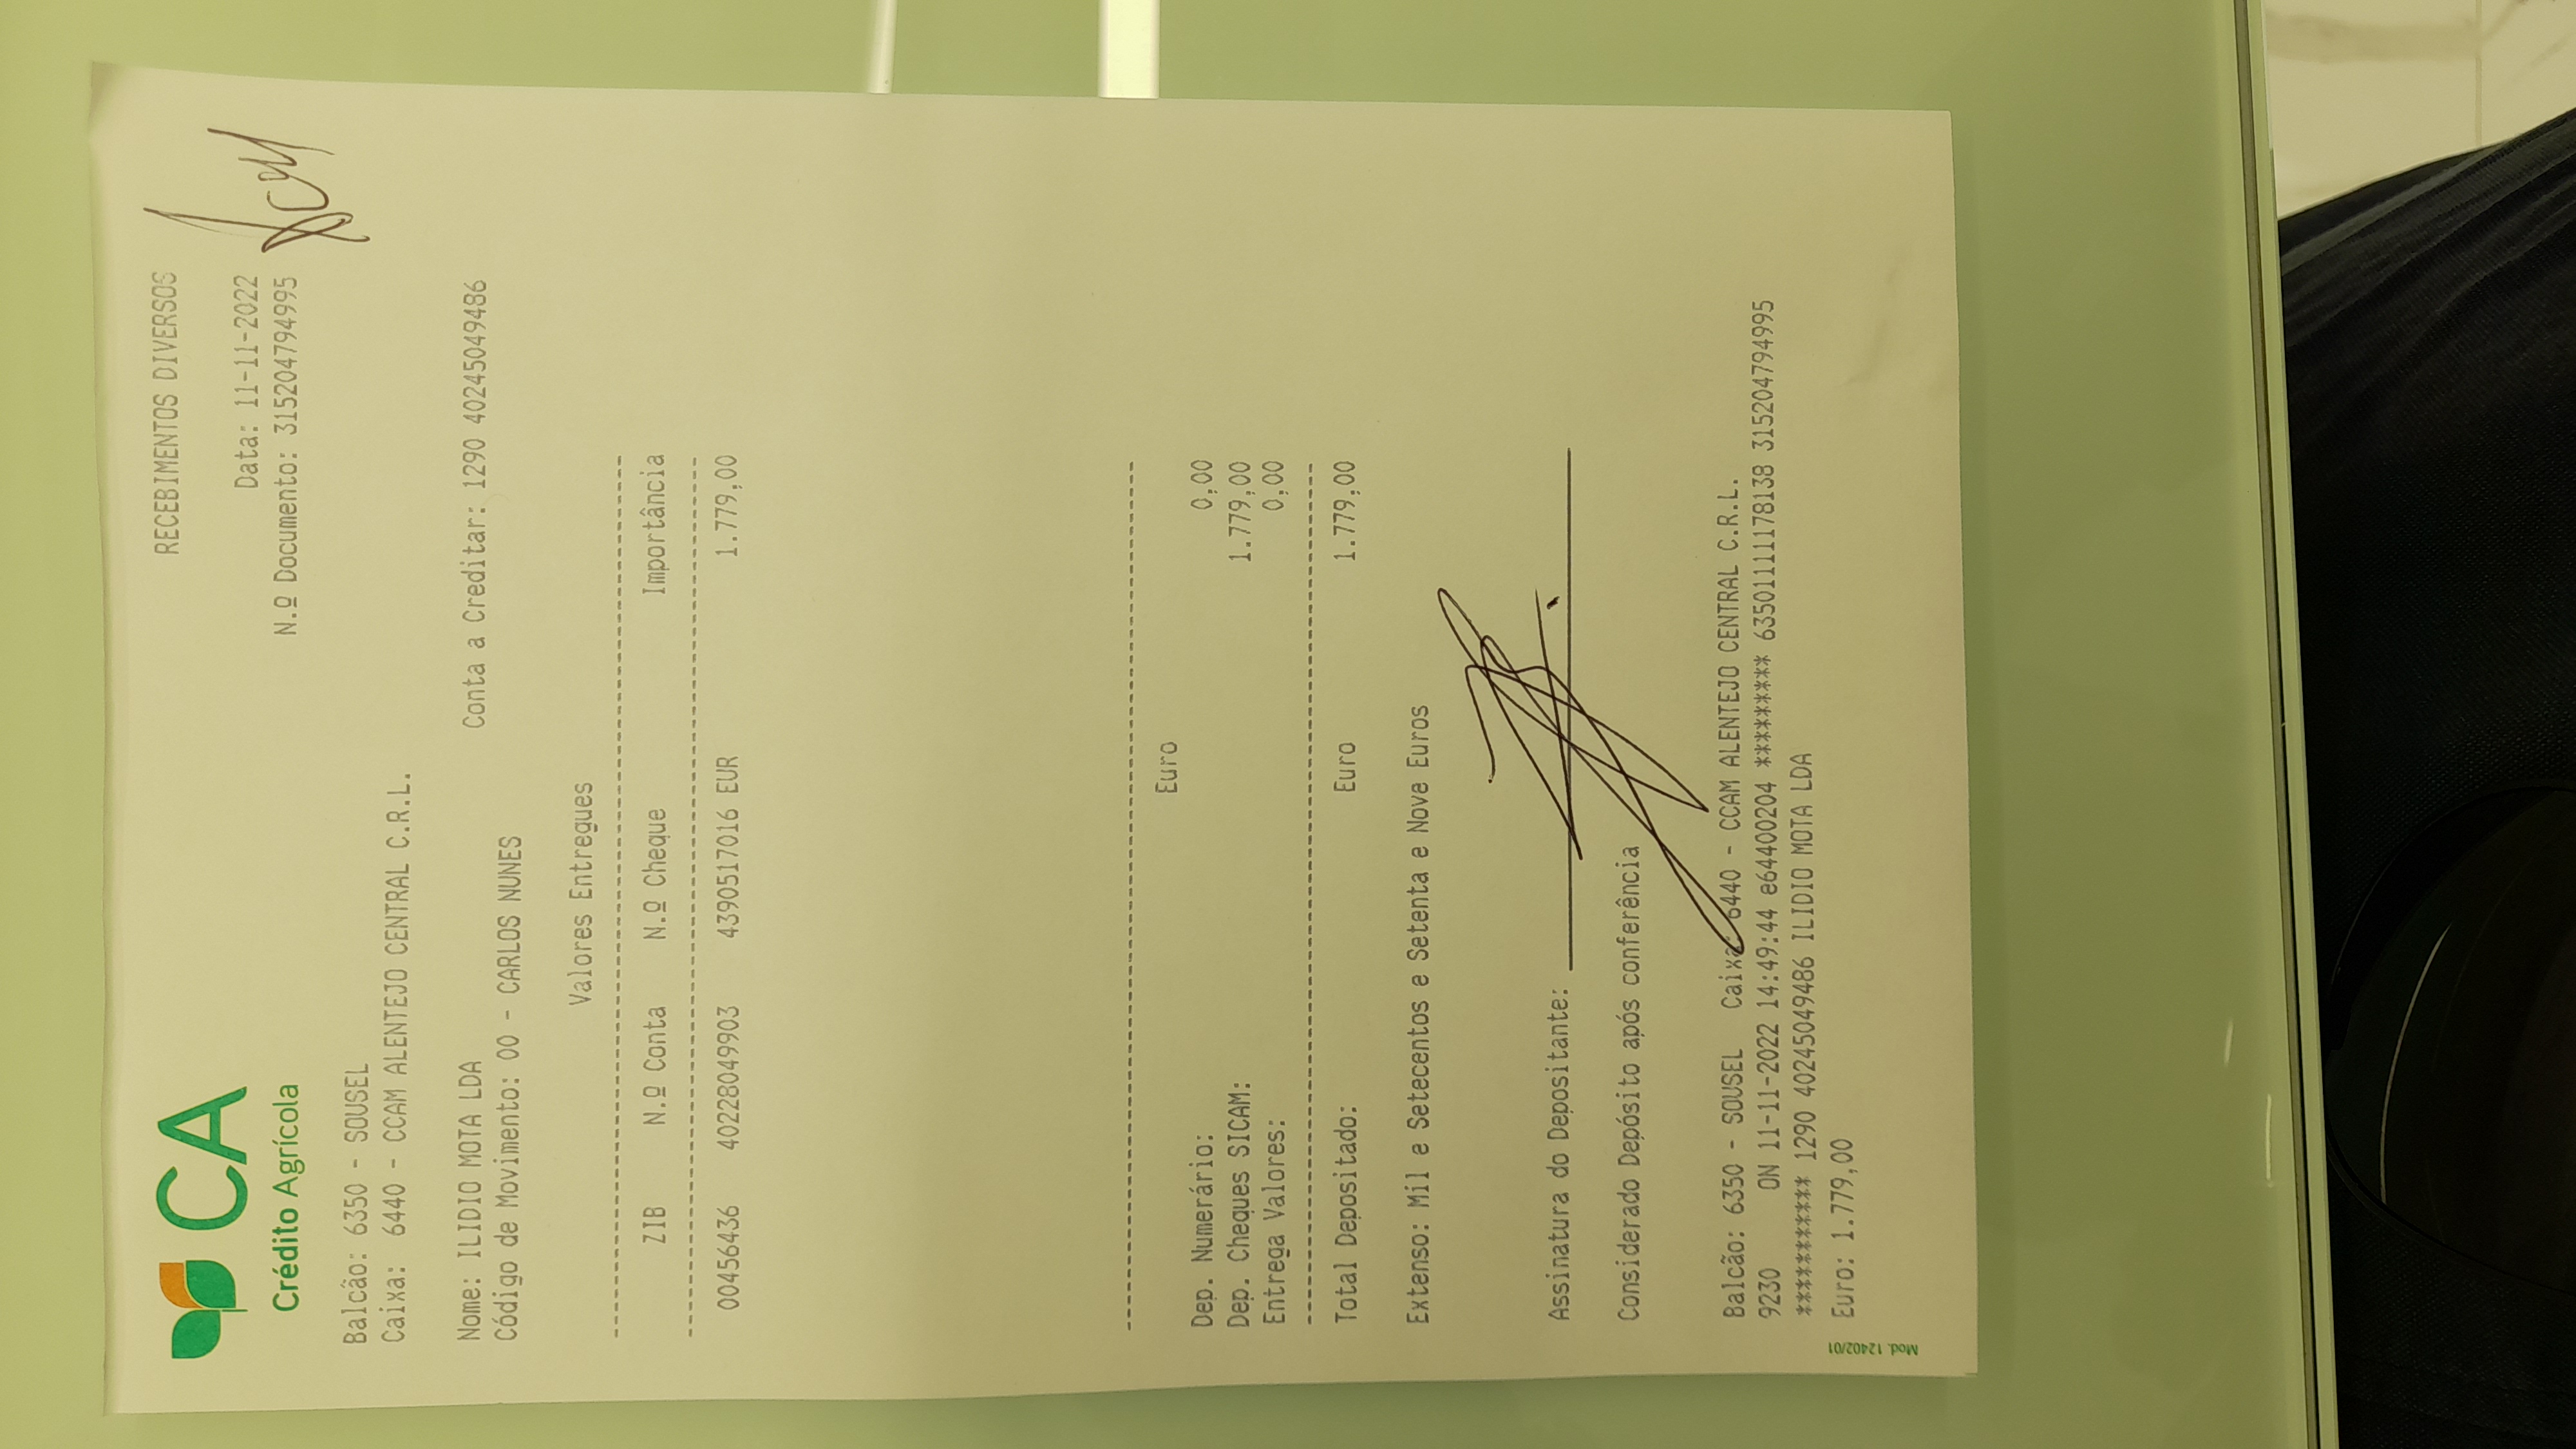 CA
Crédito Agrícola
RECEBIMENTOS DIVERSOS
Data: 11-11-2022
N.º Documento: 315204794995
Balcão: 6350 - SOUSEL
Caixa: 6440 - CCAM ALENTEJO CENTRAL C.R.L.
Nome: ILIDIO MOTA LDA Conta a Creditar: 1290 40245049486
Código de Movimento: 00 - CARLOS NUNES
Valores Entregues
ZIB N.º Conta N.º Cheque Importância
00456436 40228049903 4390517016 EUR 1.779,00
Euro
Dep. Numerário: 0,00
Dep. Cheques SICAM: 1.779,00
Entrega Valores: 0,00
Total Depositado: Euro 1.779,00
Extenso: Mil e Setecentos e Setenta e Nove Euros
Assinatura do Depositante:
Considerado Depósito após conferência
Balcão: 6350 - SOUSEL Caixa: 6440 - CCAM ALENTEJO CENTRAL C.R.L.
9230 ON 11-11-2022 14:49:44 e64400204 ******** 63501111178138 315204794995
*********** 1290 40245049486 ILIDIO MOTA LDA
Euro: 1.779,00
Mod. 12402/01